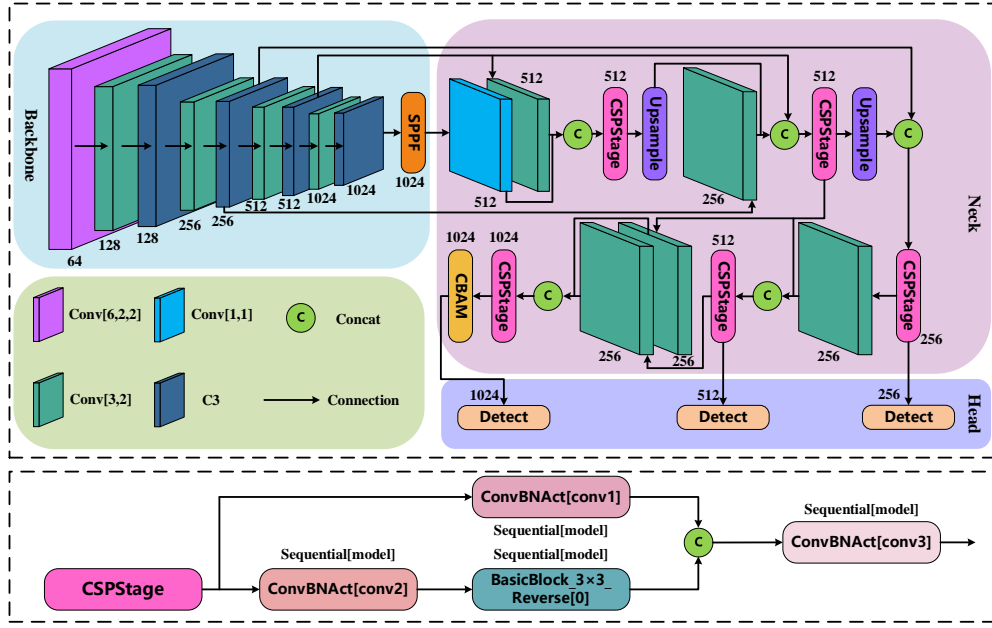 Backbone
64
128
128
256
256
512
512
1024
1024
SPPF
1024
512
512
C
512
CSPStage
Upsample
256
C
512
CSPStage
Upsample
C
Neck
1024
CBAM
1024
CSPStage
C
256
256
512
CSPStage
C
256
CSPStage
256
Conv[6,2,2]
Conv[1,1]
C
Concat
Conv[3,2]
C3
Connection
1024
Detect
512
Detect
256
Detect
Head
CSPStage
Sequential[model]
ConvBNAct[conv2]
ConvBNAct[conv1]
Sequential[model]
Sequential[model]
BasicBlock_3×3_
Reverse[0]
C
Sequential[model]
ConvBNAct[conv3]